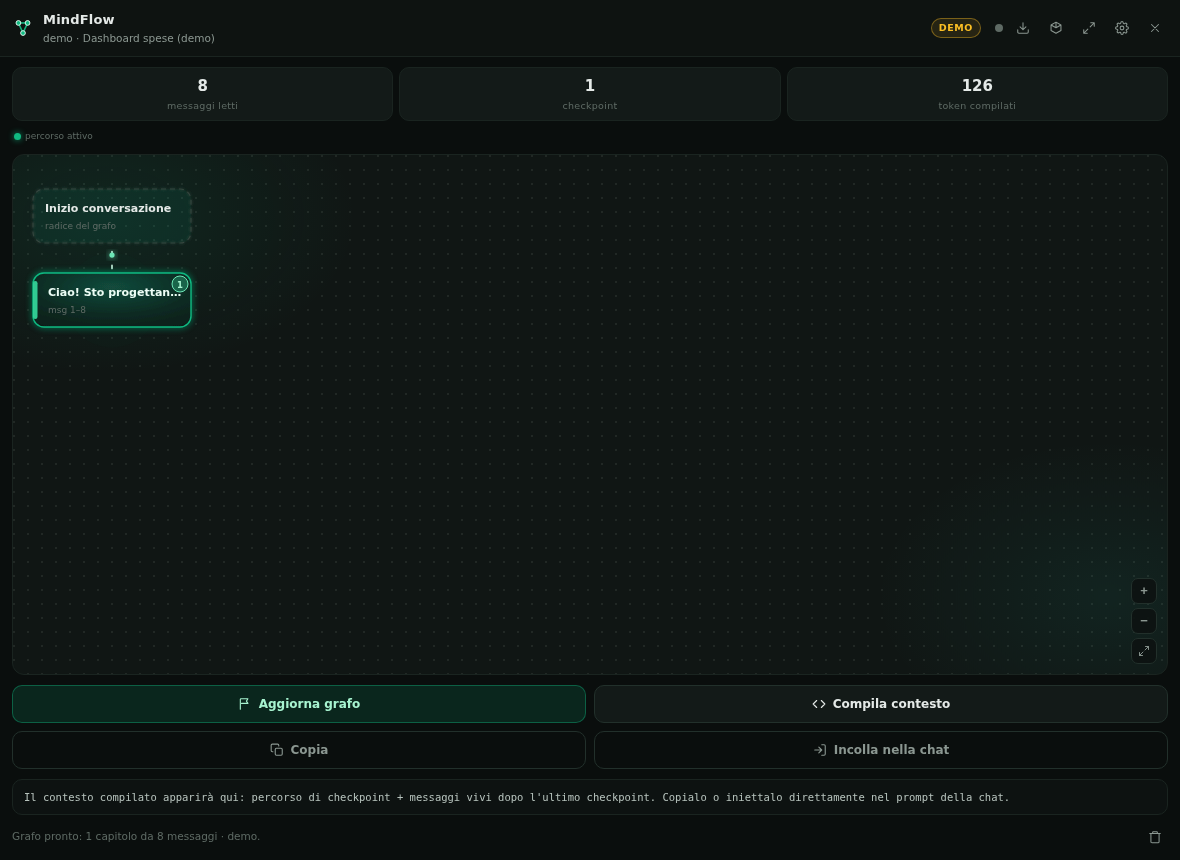 MindFlow
demo · Dashboard spese (demo)
DEMO
8
messaggi letti
1
checkpoint
126
token compilati
percorso attivo
Inizio conversazione
radice del grafo
Ciao! Sto progettan…
1
msg 1–8
+
−
Aggiorna grafo
Compila contesto
Copia
Incolla nella chat
Il contesto compilato apparirà qui: percorso di checkpoint + messaggi vivi dopo l'ultimo checkpoint. Copialo o iniettalo direttamente nel prompt della chat.
Grafo pronto: 1 capitolo da 8 messaggi · demo.